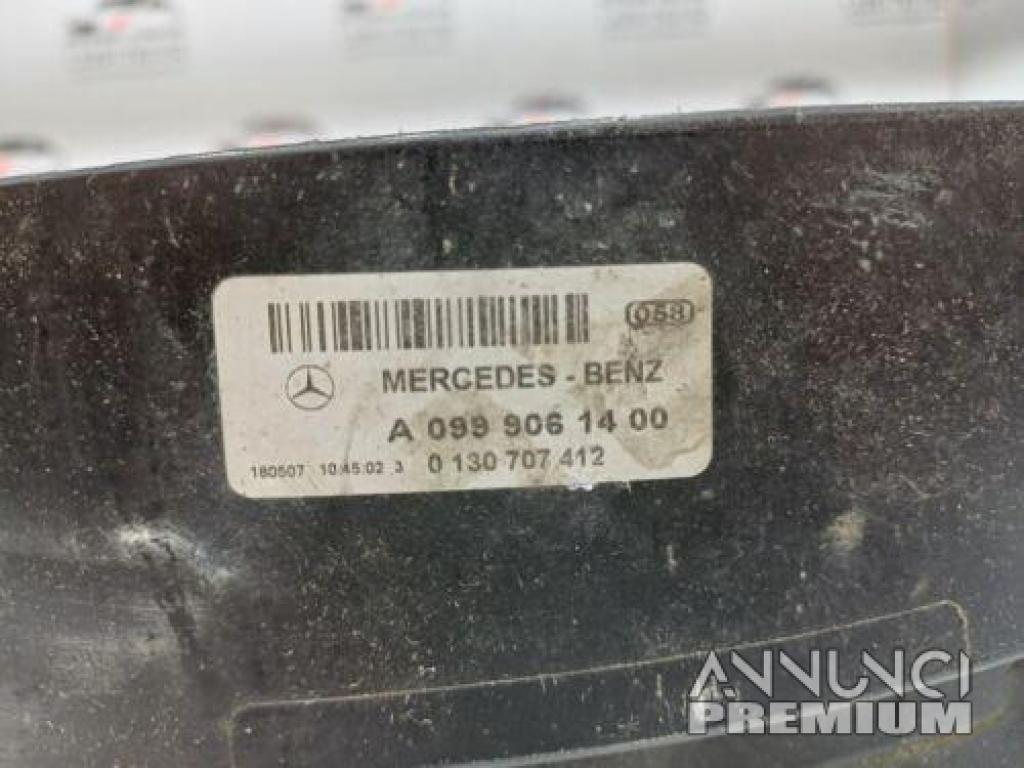 058
MERCEDES - BENZ
A 099 906 14 00
180507 10:45:02 3 0 130 707 412
ANNUNCI
PREMIUM